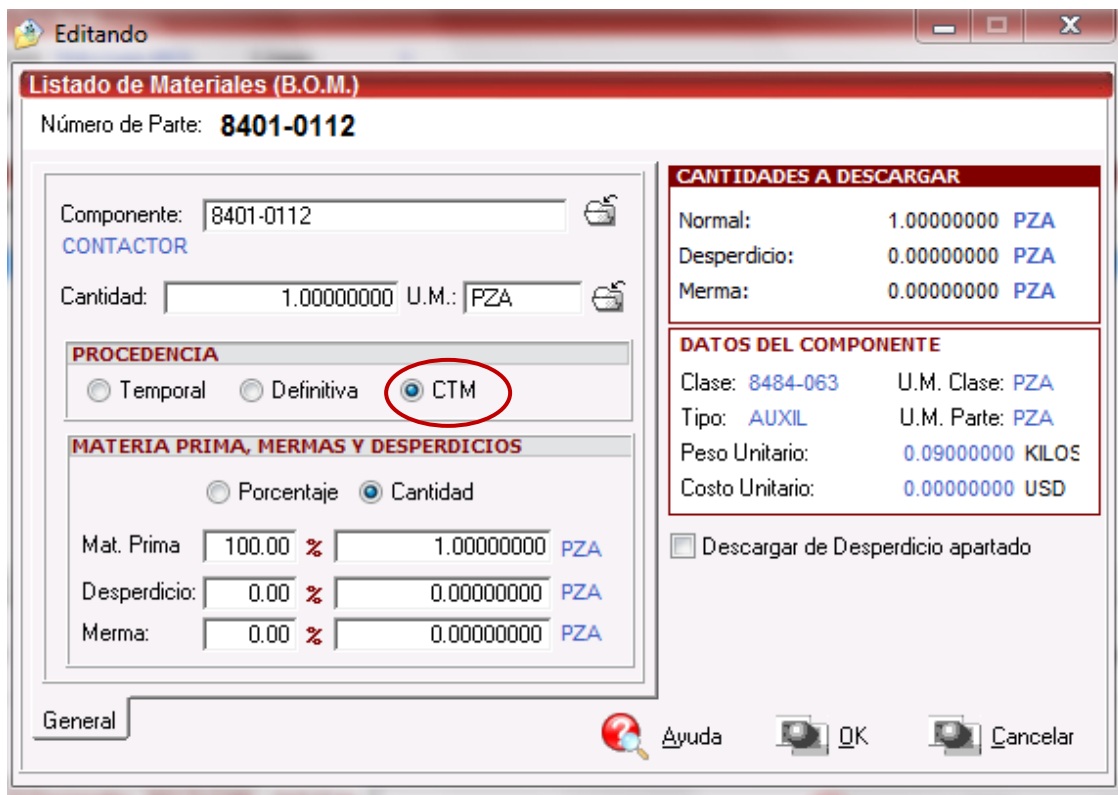 Editando
Listado de Materiales (B.O.M.)
Número de Parte: 8401-0112
Componente: 8401-0112
CONTACTOR
Cantidad: 1.00000000 U.M.: PZA
PROCEDENCIA
Temporal Definitiva CTM
MATERIA PRIMA, MERMAS Y DESPERDICIOS
Porcentaje Cantidad
Mat. Prima 100.00 % 1.00000000 PZA
Desperdicio: 0.00 % 0.00000000 PZA
Merma: 0.00 % 0.00000000 PZA
General
CANTIDADES A DESCARGAR
Normal: 1.00000000 PZA
Desperdicio: 0.00000000 PZA
Merma: 0.00000000 PZA
DATOS DEL COMPONENTE
Clase: 8484-063 U.M. Clase: PZA
Tipo: AUXIL U.M. Parte: PZA
Peso Unitario: 0.09000000 KILOS
Costo Unitario: 0.00000000 USD
Descargar de Desperdicio apartado
Ayuda OK Cancelar